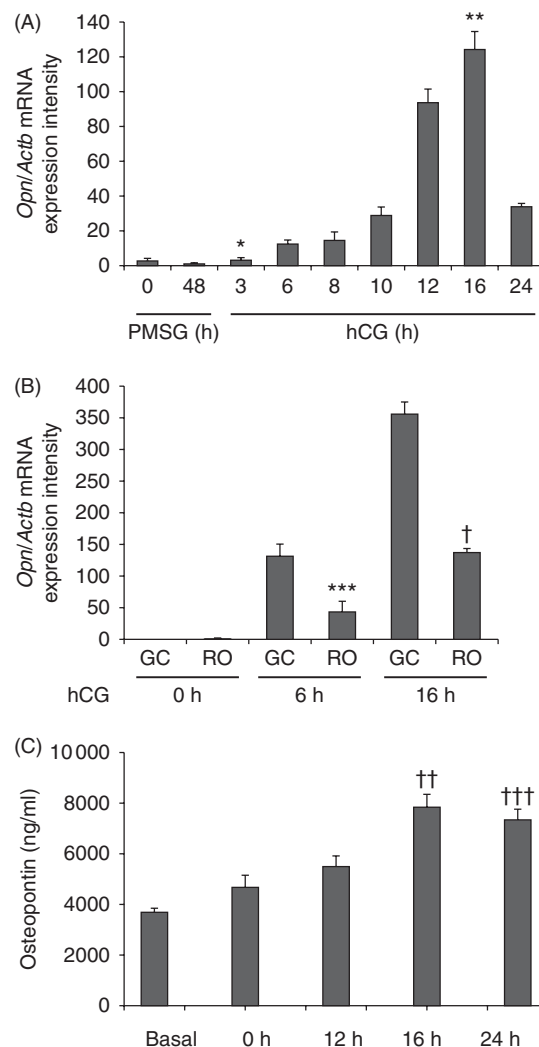 (A)
Opn/Actb mRNA
expression intensity
140
120
100
80
60
40
20
0
* **
0 48 3 6 8 10 12 16 24
PMSG (h) hCG (h)
(B)
Opn/Actb mRNA
expression intensity
400
350
300
250
200
150
100
50
0
*** †
GC RO GC RO GC RO
hCG 0 h 6 h 16 h
(C)
Osteopontin (ng/ml)
10 000
8000
6000
4000
2000
0
†† †††
Basal 0 h 12 h 16 h 24 h